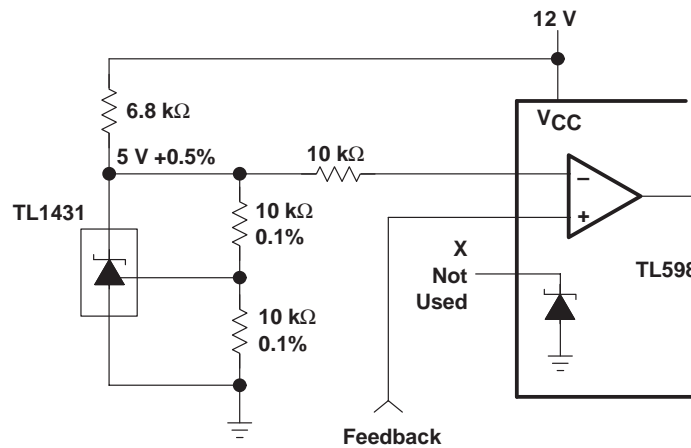 12 V
6.8 kΩ
VCC
5 V +0.5%
10 kΩ
−
TL1431
10 kΩ
0.1%
+
X
Not
Used
TL598
10 kΩ
0.1%
Feedback